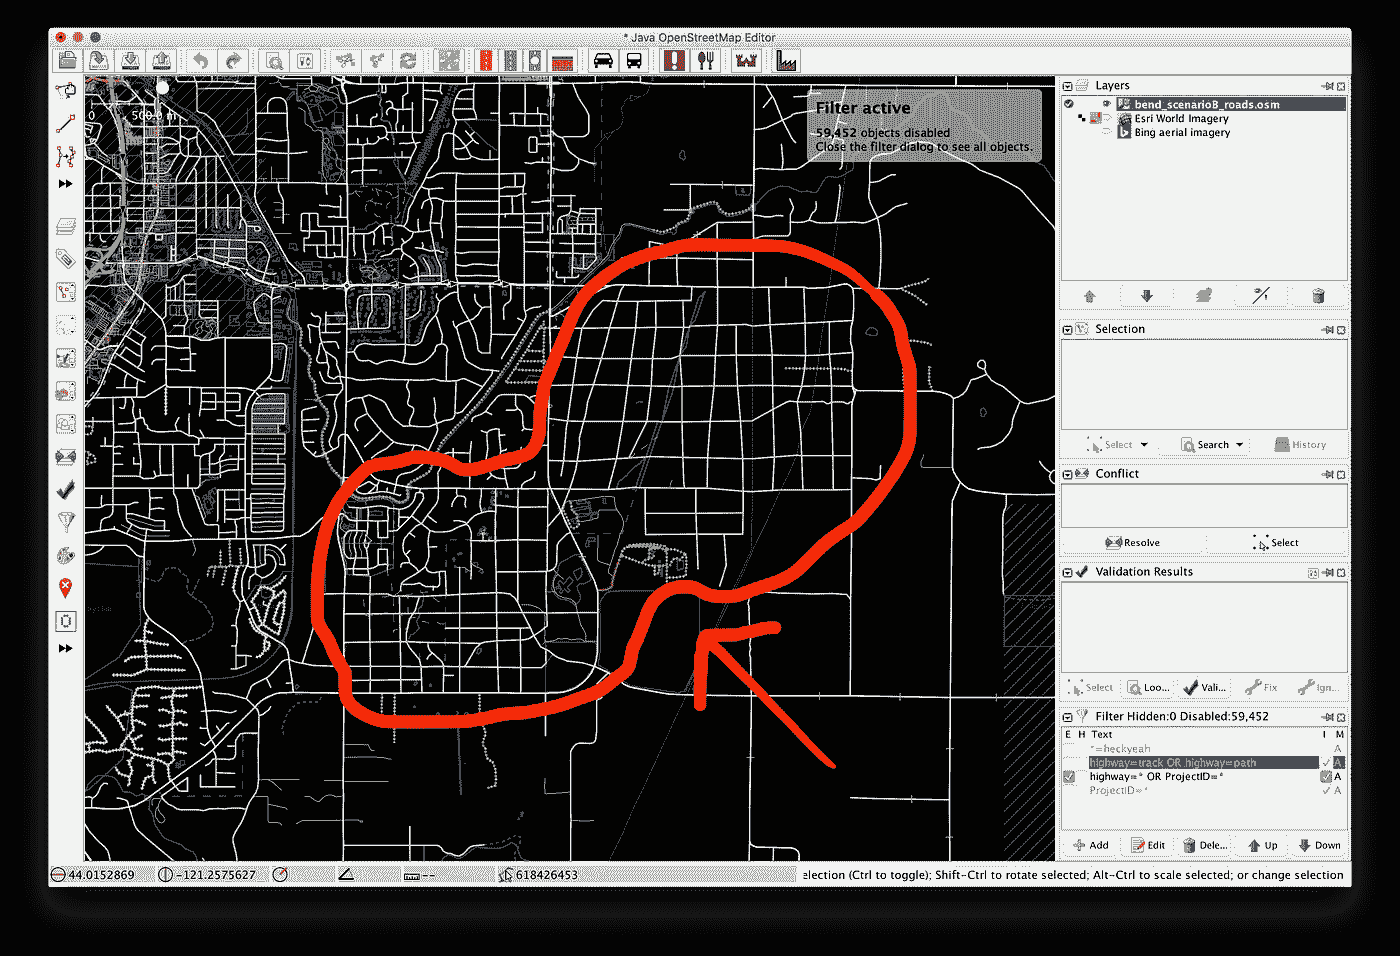 * Java OpenStreetMap Editor
0
500.0 m
Filter active
59,452 objects disabled
Close the filter dialog to see all objects.
Layers
bend_scenarioB_roads.osm
Esri World Imagery
Bing aerial imagery
Selection
Select
Search
History
Conflict
Resolve
Select
Validation Results
Select
Loo...
Vali...
Fix
Ign...
Filter Hidden:0 Disabled:59,452
E H Text I M
*=heckyeah A
highway=track OR highway=path A
highway=* OR ProjectID=* A
ProjectID=* A
Add
Edit
Dele...
Up
Down
44.0152869
-121.2575627
--
618426453
election (Ctrl to toggle); Shift-Ctrl to rotate selected; Alt-Ctrl to scale selected; or change selection